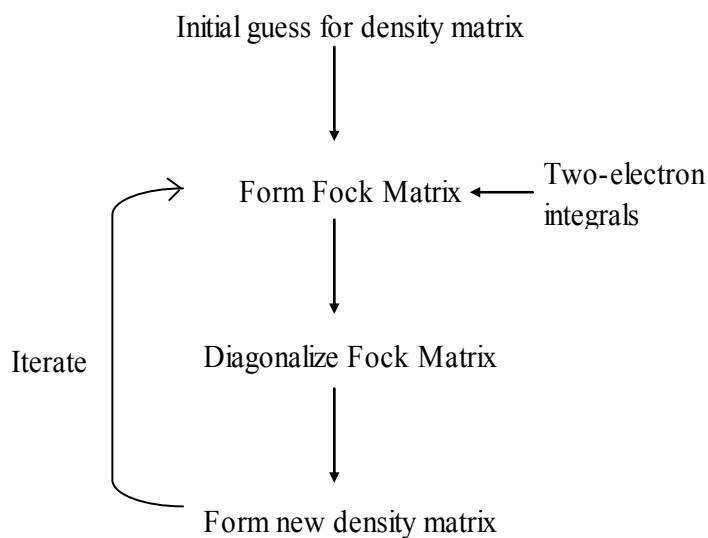 Initial guess for density matrix
Form Fock Matrix
Two-electron
integrals
Diagonalize Fock Matrix
Iterate
Form new density matrix